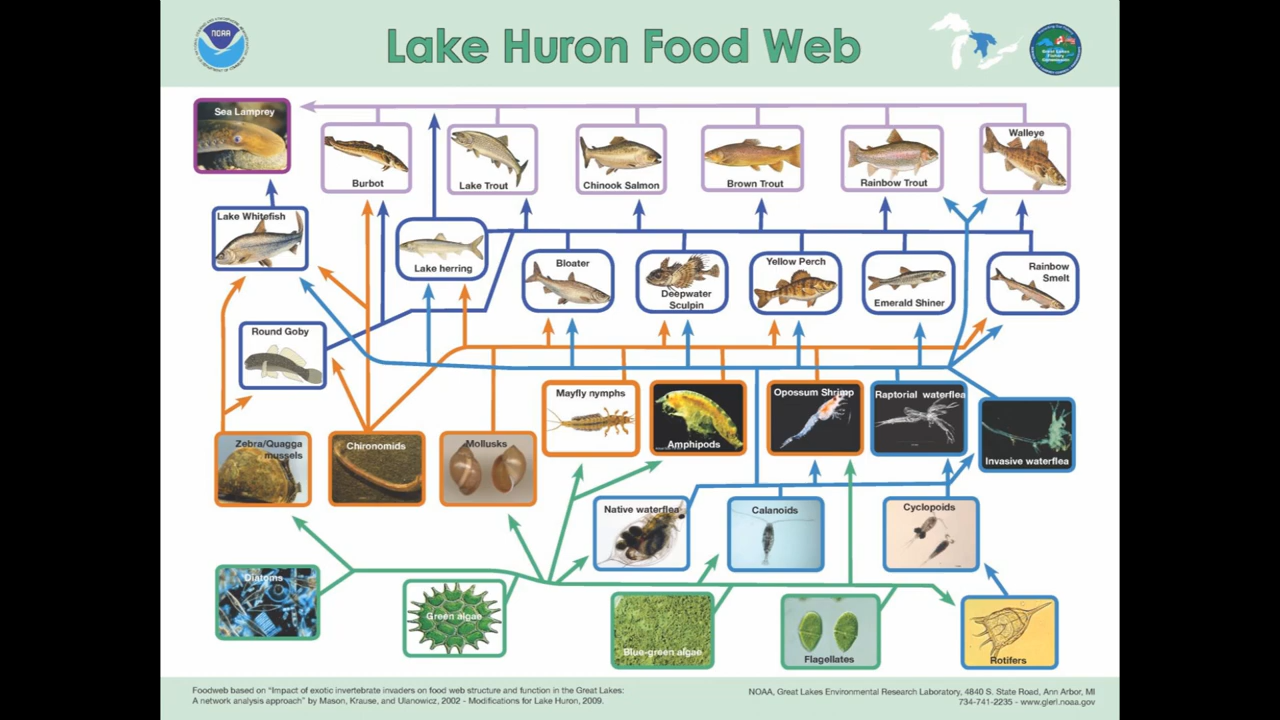 NOAA
Lake Huron Food Web
Sea Lamprey
Burbot
Lake Trout
Chinook Salmon
Brown Trout
Rainbow Trout
Walleye
Lake Whitefish
Lake herring
Bloater
Deepwater
Sculpin
Yellow Perch
Emerald Shiner
Rainbow
Smelt
Round Goby
Zebra/Quagga
mussels
Chironomids
Mollusks
Mayfly nymphs
Amphipods
Opossum Shrimp
Raptorial waterflea
Invasive waterflea
Native waterflea
Calanoids
Cyclopoids
Diatoms
Green algae
Blue-green algae
Flagellates
Rotifers
Foodweb based on "Impact of exotic invertebrate invaders on food web structure and function in the Great Lakes:
A network analysis approach" by Mason, Krause, and Ulanowicz, 2002 - Modifications for Lake Huron, 2009.
NOAA, Great Lakes Environmental Research Laboratory, 4840 S. State Road, Ann Arbor, MI
734-741-2235 - www.glerl.noaa.gov